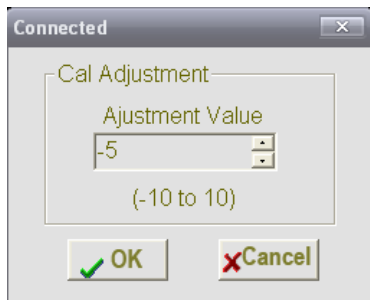 Connected
Cal Adjustment
Ajustment Value
-5
(-10 to 10)
OK Cancel